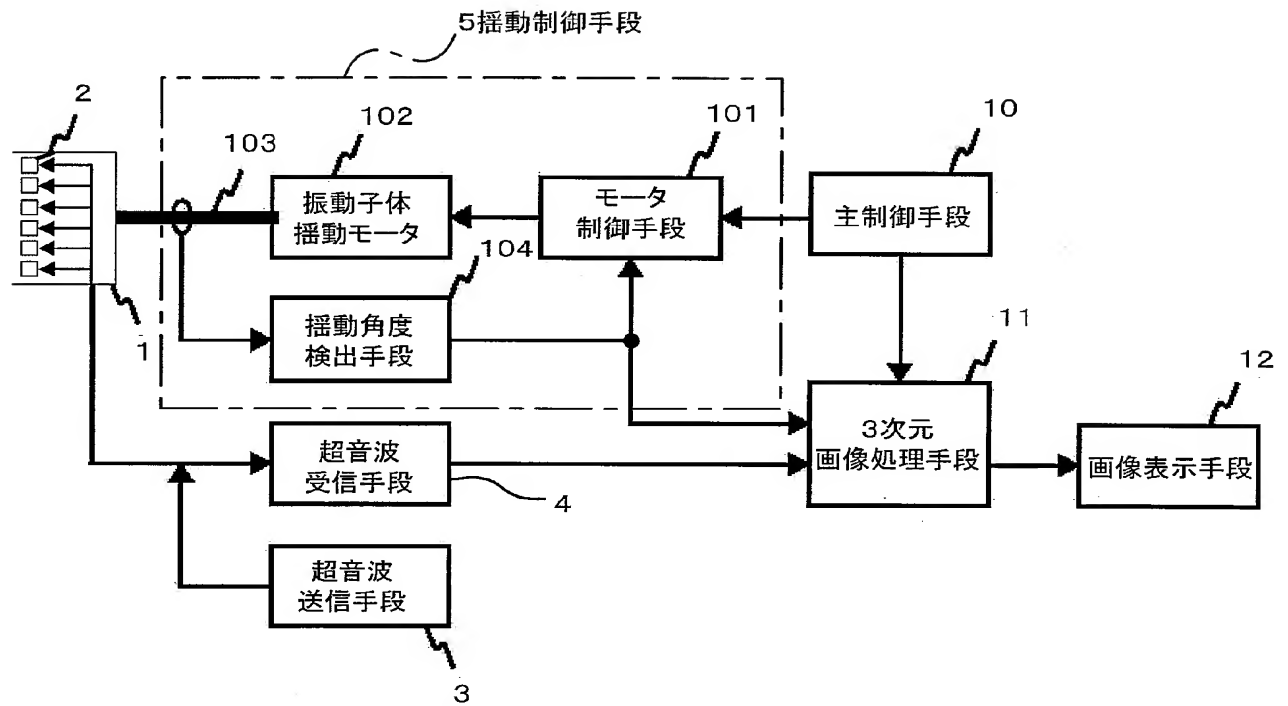 5揺動制御手段
2
103
102
101
10
振動子体
揺動モータ
モータ
制御手段
主制御手段
104
1
揺動角度
検出手段
11
12
3次元
画像処理手段
画像表示手段
超音波
受信手段
4
超音波
送信手段
3